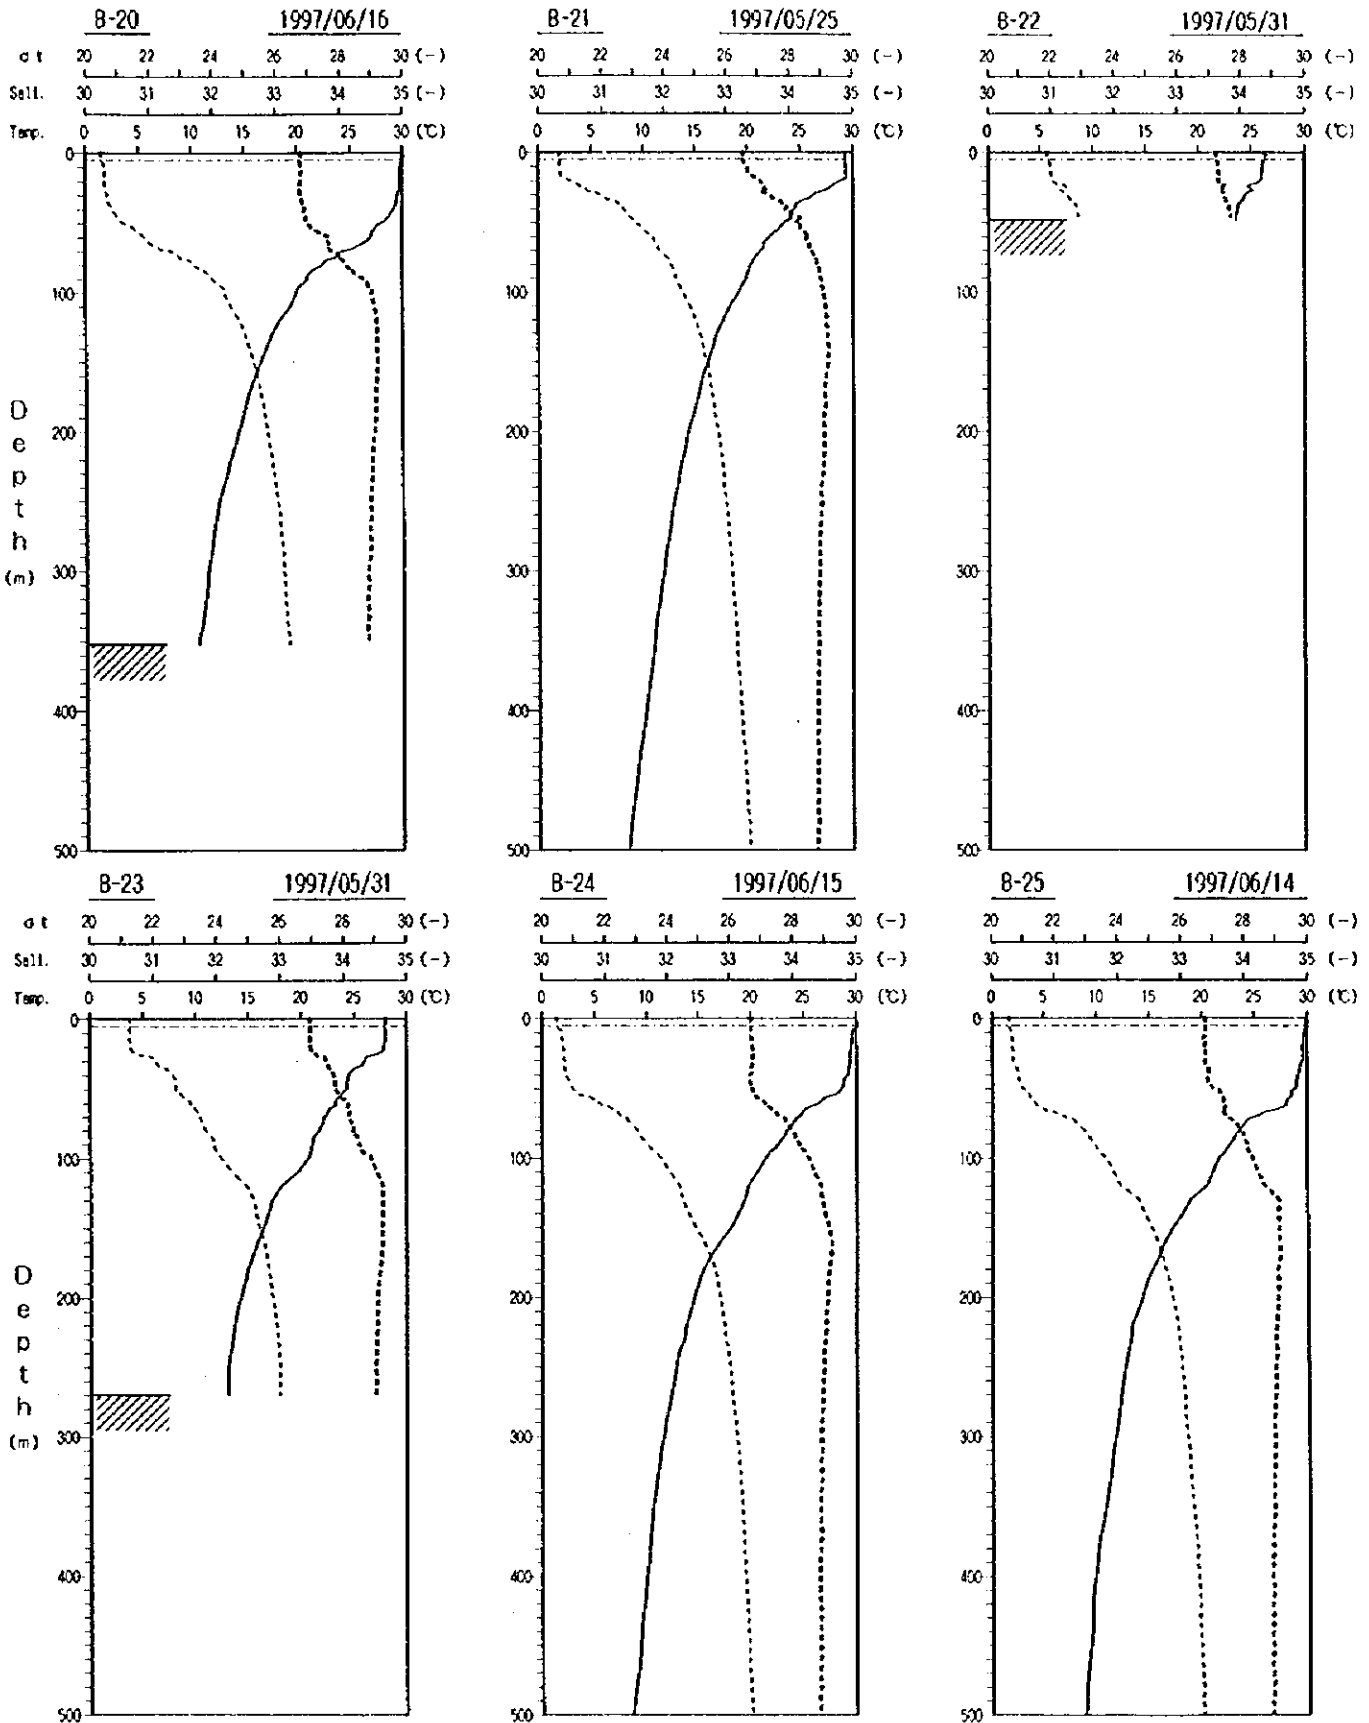 B-20 1997/06/16 B-21 1997/05/25 B-22 1997/05/31
σt 20 22 24 26 28 30 (-) 20 22 24 26 28 30 (-) 20 22 24 26 28 30 (-)
Sali. 30 31 32 33 34 35 (-) 30 31 32 33 34 35 (-) 30 31 32 33 34 35 (-)
Temp. 0 5 10 15 20 25 30 (℃) 0 5 10 15 20 25 30 (℃) 0 5 10 15 20 25 30 (℃)
0 0 0
100 100 100
200 200 200
300 300 300
400 400 400
500 500 500
Depth (m)
B-23 1997/05/31 B-24 1997/06/15 B-25 1997/06/14
σt 20 22 24 26 28 30 (-) 20 22 24 26 28 30 (-) 20 22 24 26 28 30 (-)
Sali. 30 31 32 33 34 35 (-) 30 31 32 33 34 35 (-) 30 31 32 33 34 35 (-)
Temp. 0 5 10 15 20 25 30 (℃) 0 5 10 15 20 25 30 (℃) 0 5 10 15 20 25 30 (℃)
0 0 0
100 100 100
200 200 200
300 300 300
400 400 400
500 500 500
Depth (m)